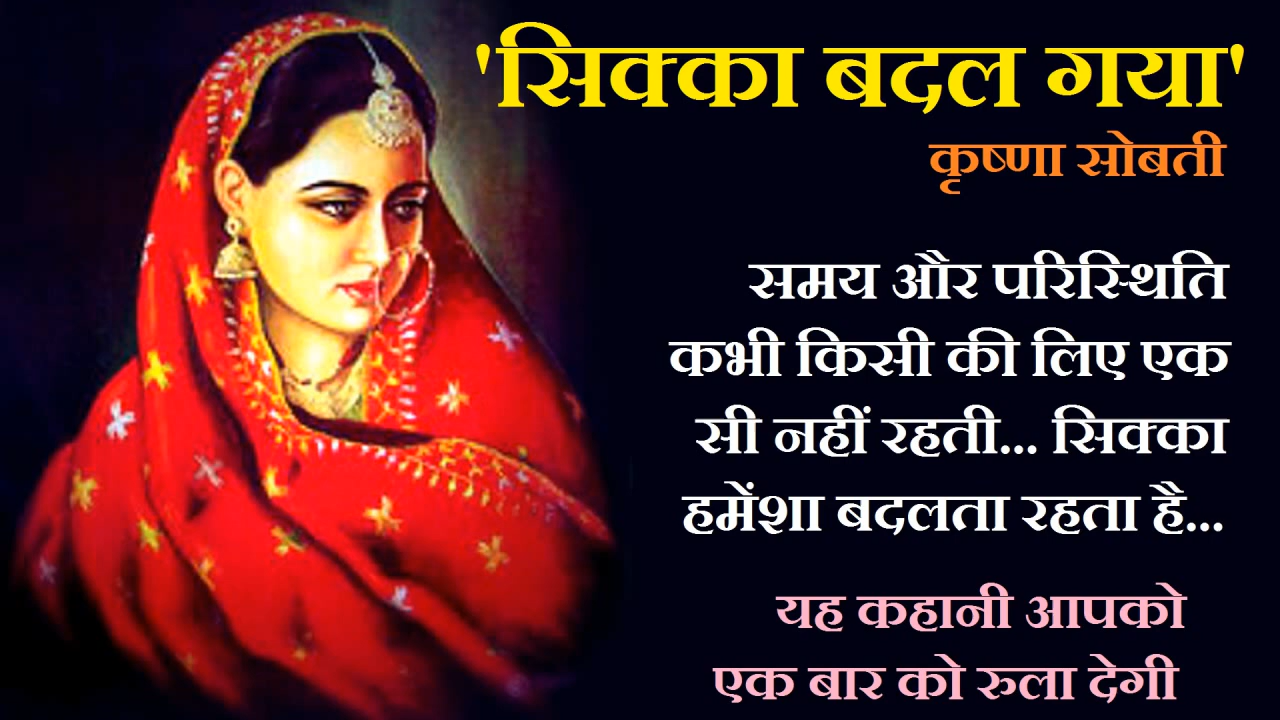 'सिक्का बदल गया'
कृष्णा सोबती
समय और परिस्थिति
कभी किसी की लिए एक
सी नहीं रहती... सिक्का
हमेंशा बदलता रहता है...
यह कहानी आपको
एक बार को रुला देगी